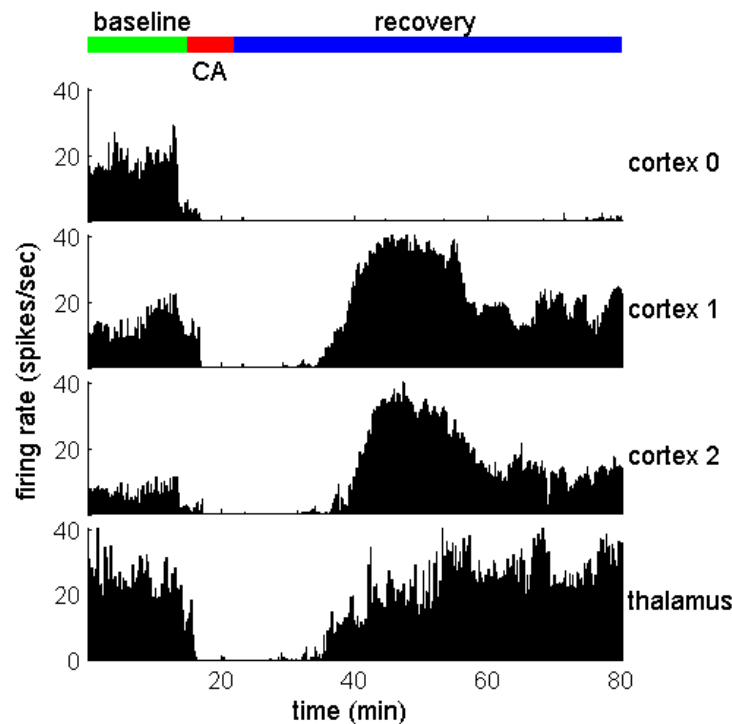 baseline recovery
CA
40
20
cortex 0
40
20
cortex 1
40
20
cortex 2
40
20
0
thalamus
firing rate (spikes/sec)
20 40 60 80
time (min)